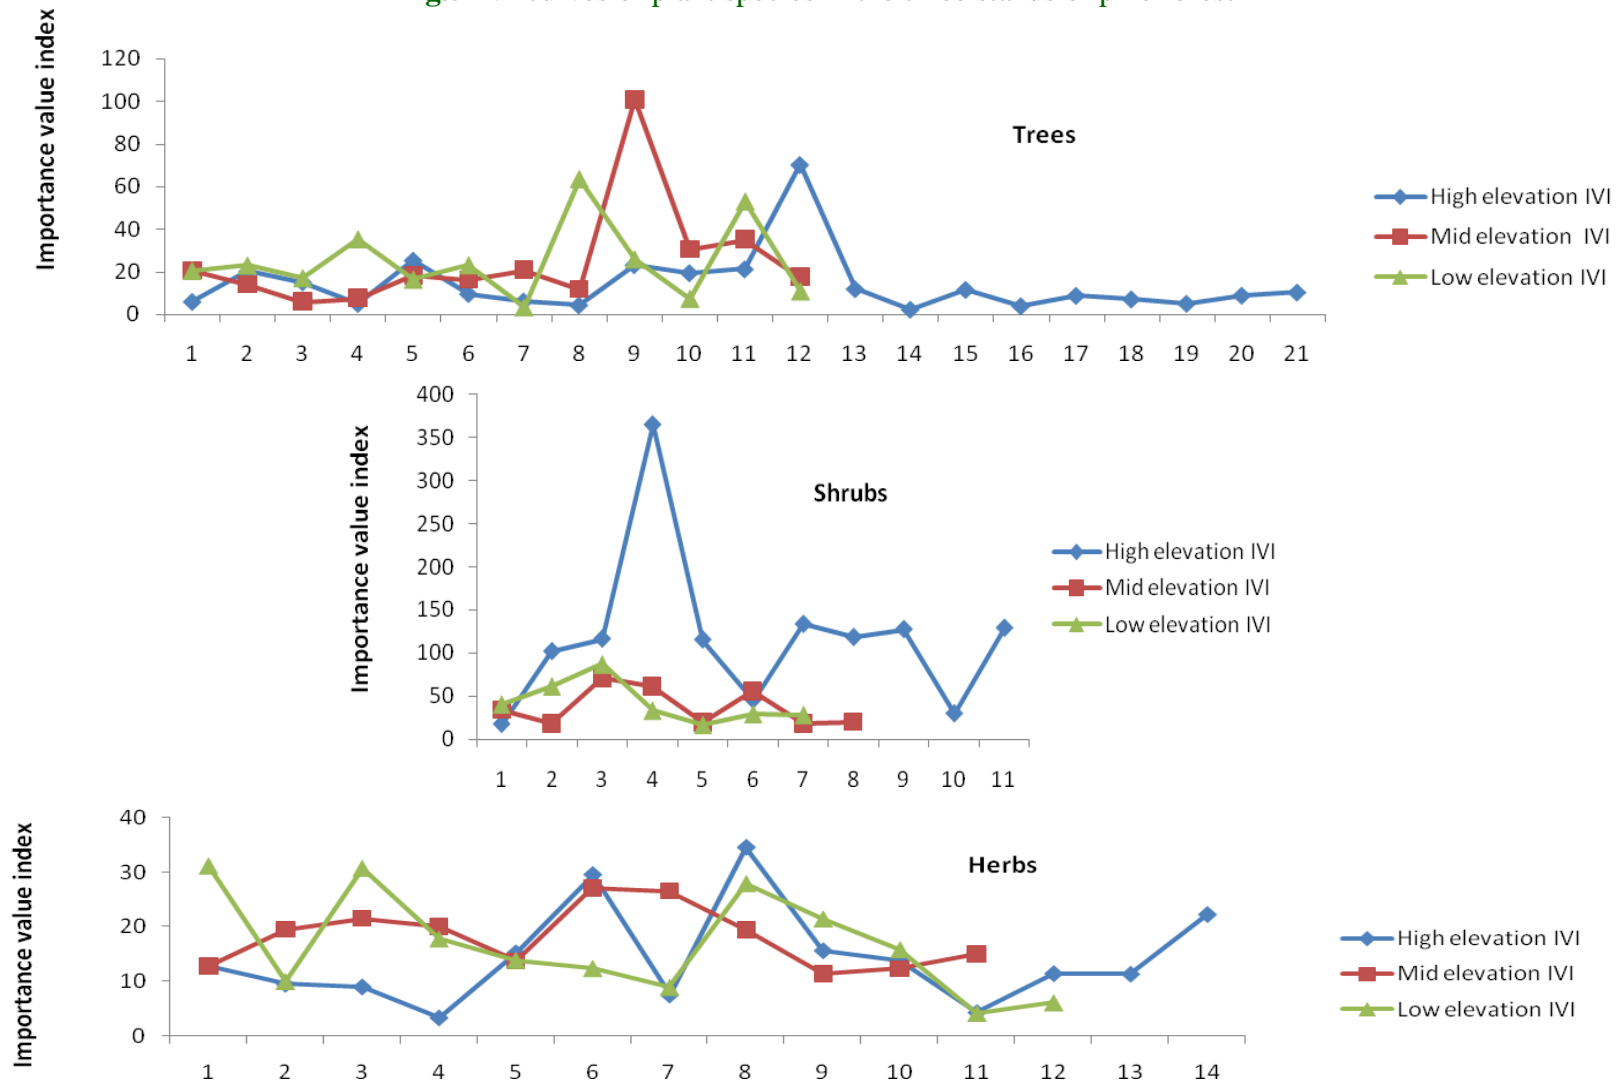 Importance value index
120
100
80
60
40
20
0
Trees
High elevation IVI
Mid elevation IVI
Low elevation IVI
1 2 3 4 5 6 7 8 9 10 11 12 13 14 15 16 17 18 19 20 21
Importance value index
400
350
300
250
200
150
100
50
0
Shrubs
High elevation IVI
Mid elevation IVI
Low elevation IVI
1 2 3 4 5 6 7 8 9 10 11
Importance value index
40
30
20
10
0
Herbs
High elevation IVI
Mid elevation IVI
Low elevation IVI
1 2 3 4 5 6 7 8 9 10 11 12 13 14